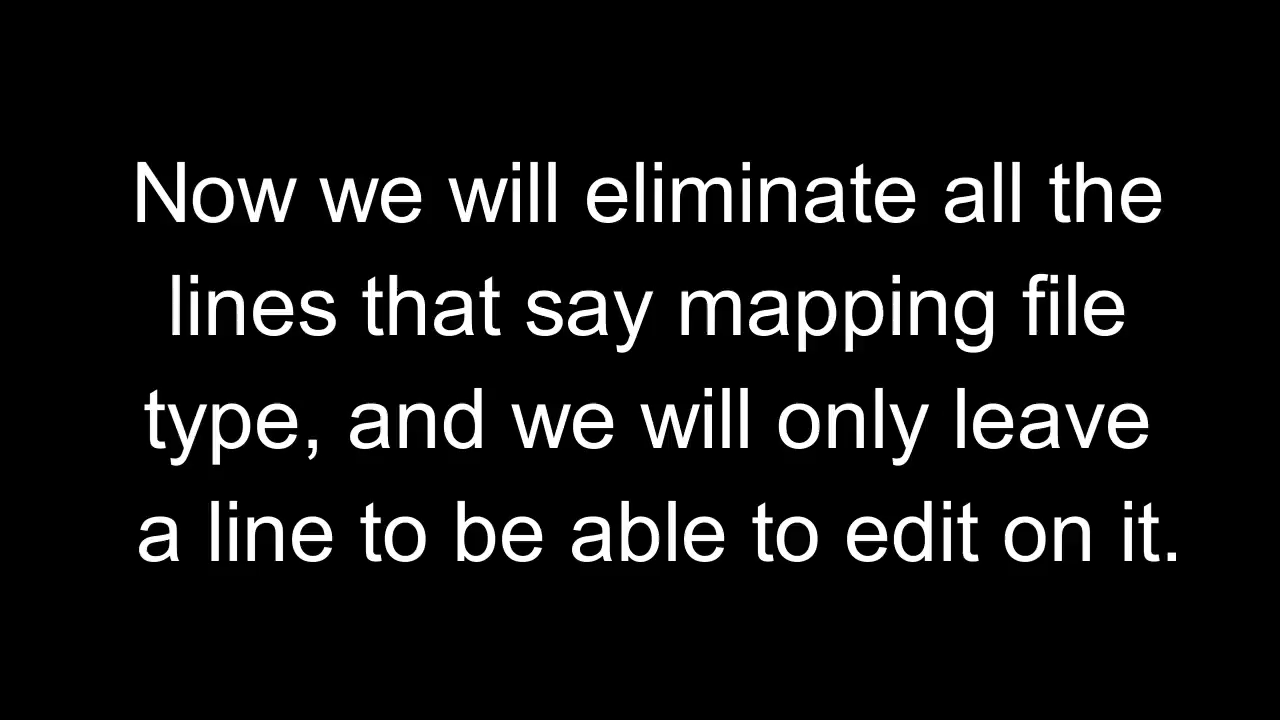 Now we will eliminate all the
lines that say mapping file
type, and we will only leave
a line to be able to edit on it.